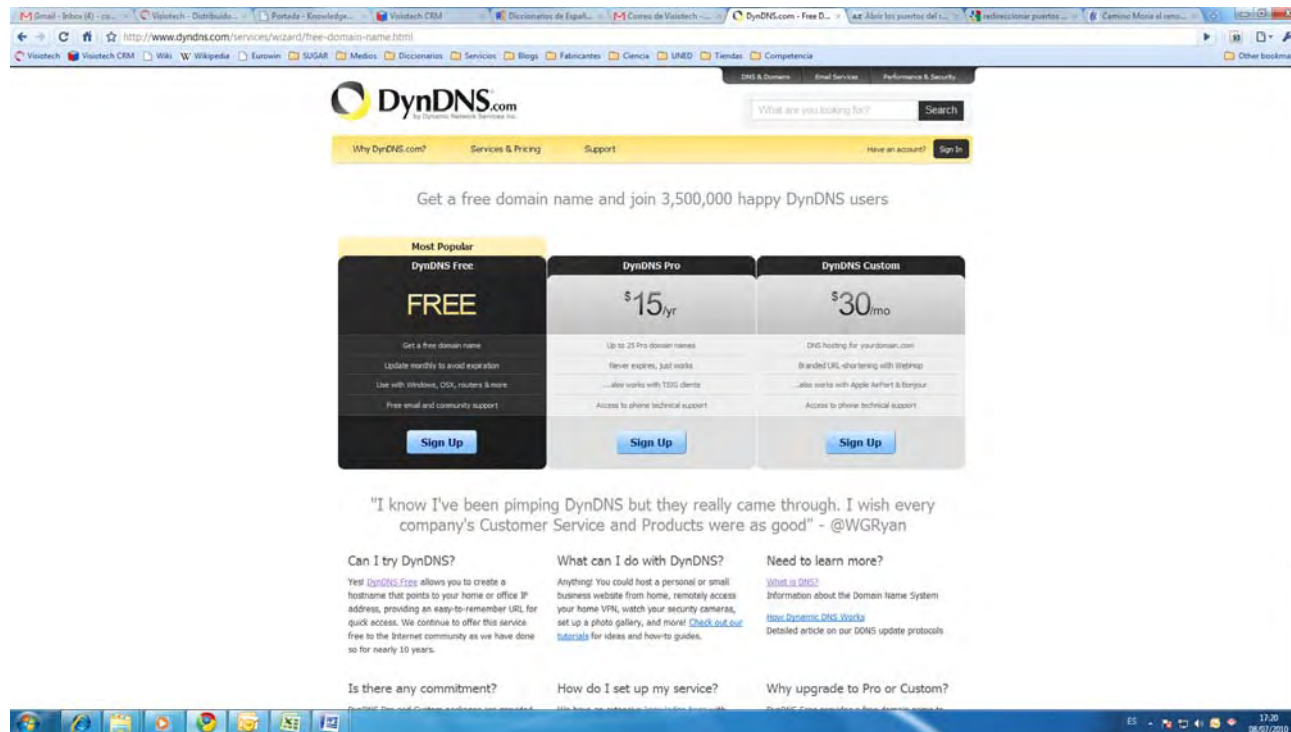 Gmail - Inbox (4) - co...
Visiotech - Distribuido...
Portada - Knowledge...
Visiotech CRM
Diccionarios de Españ...
Correo de Visiotech -...
DynDNS.com - Free D...
Abrir los puertos del r...
redireccionar puertos...
Camino Moria el reno...
http://www.dyndns.com/services/wizard/free-domain-name.html
Visiotech
Visiotech CRM
Wiki
Wikipedia
Eurowin
SUGAR
Medios
Diccionarios
Servicios
Blogs
Fabricantes
Ciencia
UNED
Tiendas
Competencia
Other bookma
DNS & Domains
Email Services
Performance & Security
DynDNS.com
by Dynamic Network Services Inc.
What are you looking for?
Search
Why DynDNS.com?
Services & Pricing
Support
Have an account?
Sign In
Get a free domain name and join 3,500,000 happy DynDNS users
Most Popular
DynDNS Free
FREE
Get a free domain name
Update monthly to avoid expiration
Use with Windows, OSX, routers & more
Free email and community support
Sign Up
DynDNS Pro
$15/yr
Up to 25 Pro domain names
Never expires, just works
...also works with TSIG clients
Access to phone technical support
Sign Up
DynDNS Custom
$30/mo
DNS hosting for yourdomain.com
Branded URL-shortening with WebHop
...also works with Apple AirPort & Bonjour
Access to phone technical support
Sign Up
"I know I've been pimping DynDNS but they really came through. I wish every
company's Customer Service and Products were as good" - @WGRyan
Can I try DynDNS?
Yes! DynDNS Free allows you to create a
hostname that points to your home or office IP
address, providing an easy-to-remember URL for
quick access. We continue to offer this service
free to the Internet community as we have done
so for nearly 10 years.
What can I do with DynDNS?
Anything! You could host a personal or small
business website from home, remotely access
your home VPN, watch your security cameras,
set up a photo gallery, and more! Check out our
tutorials for ideas and how-to guides.
Need to learn more?
What is DNS?
Information about the Domain Name System
How Dynamic DNS Works
Detailed article on our DDNS update protocols
Is there any commitment?
How do I set up my service?
Why upgrade to Pro or Custom?
ES
17:20
08/07/2010